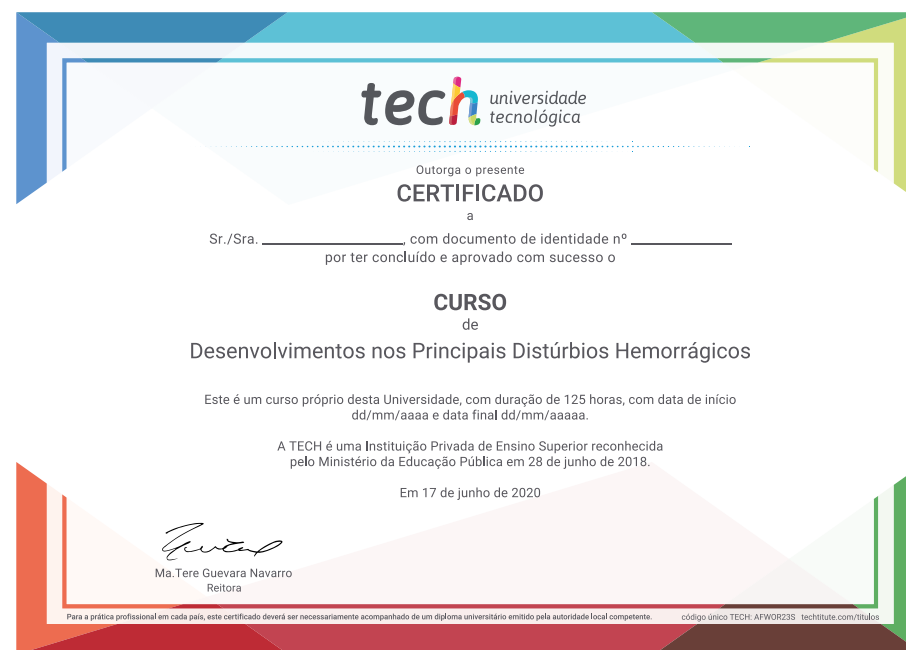 tech universidade
tecnológica
Outorga o presente
CERTIFICADO
a
Sr./Sra. ________________, com documento de identidade nº ____________
por ter concluído e aprovado com sucesso o
CURSO
de
Desenvolvimentos nos Principais Distúrbios Hemorrágicos
Este é um curso próprio desta Universidade, com duração de 125 horas, com data de início
dd/mm/aaaa e data final dd/mm/aaaaa.
A TECH é uma Instituição Privada de Ensino Superior reconhecida
pelo Ministério da Educação Pública em 28 de junho de 2018.
Em 17 de junho de 2020
Ma.Tere Guevara Navarro
Reitora
Para a prática profissional em cada país, este certificado deverá ser necessariamente acompanhado de um diploma universitário emitido pela autoridade local competente. código único TECH: AFWOR23S techtitute.com/titulos